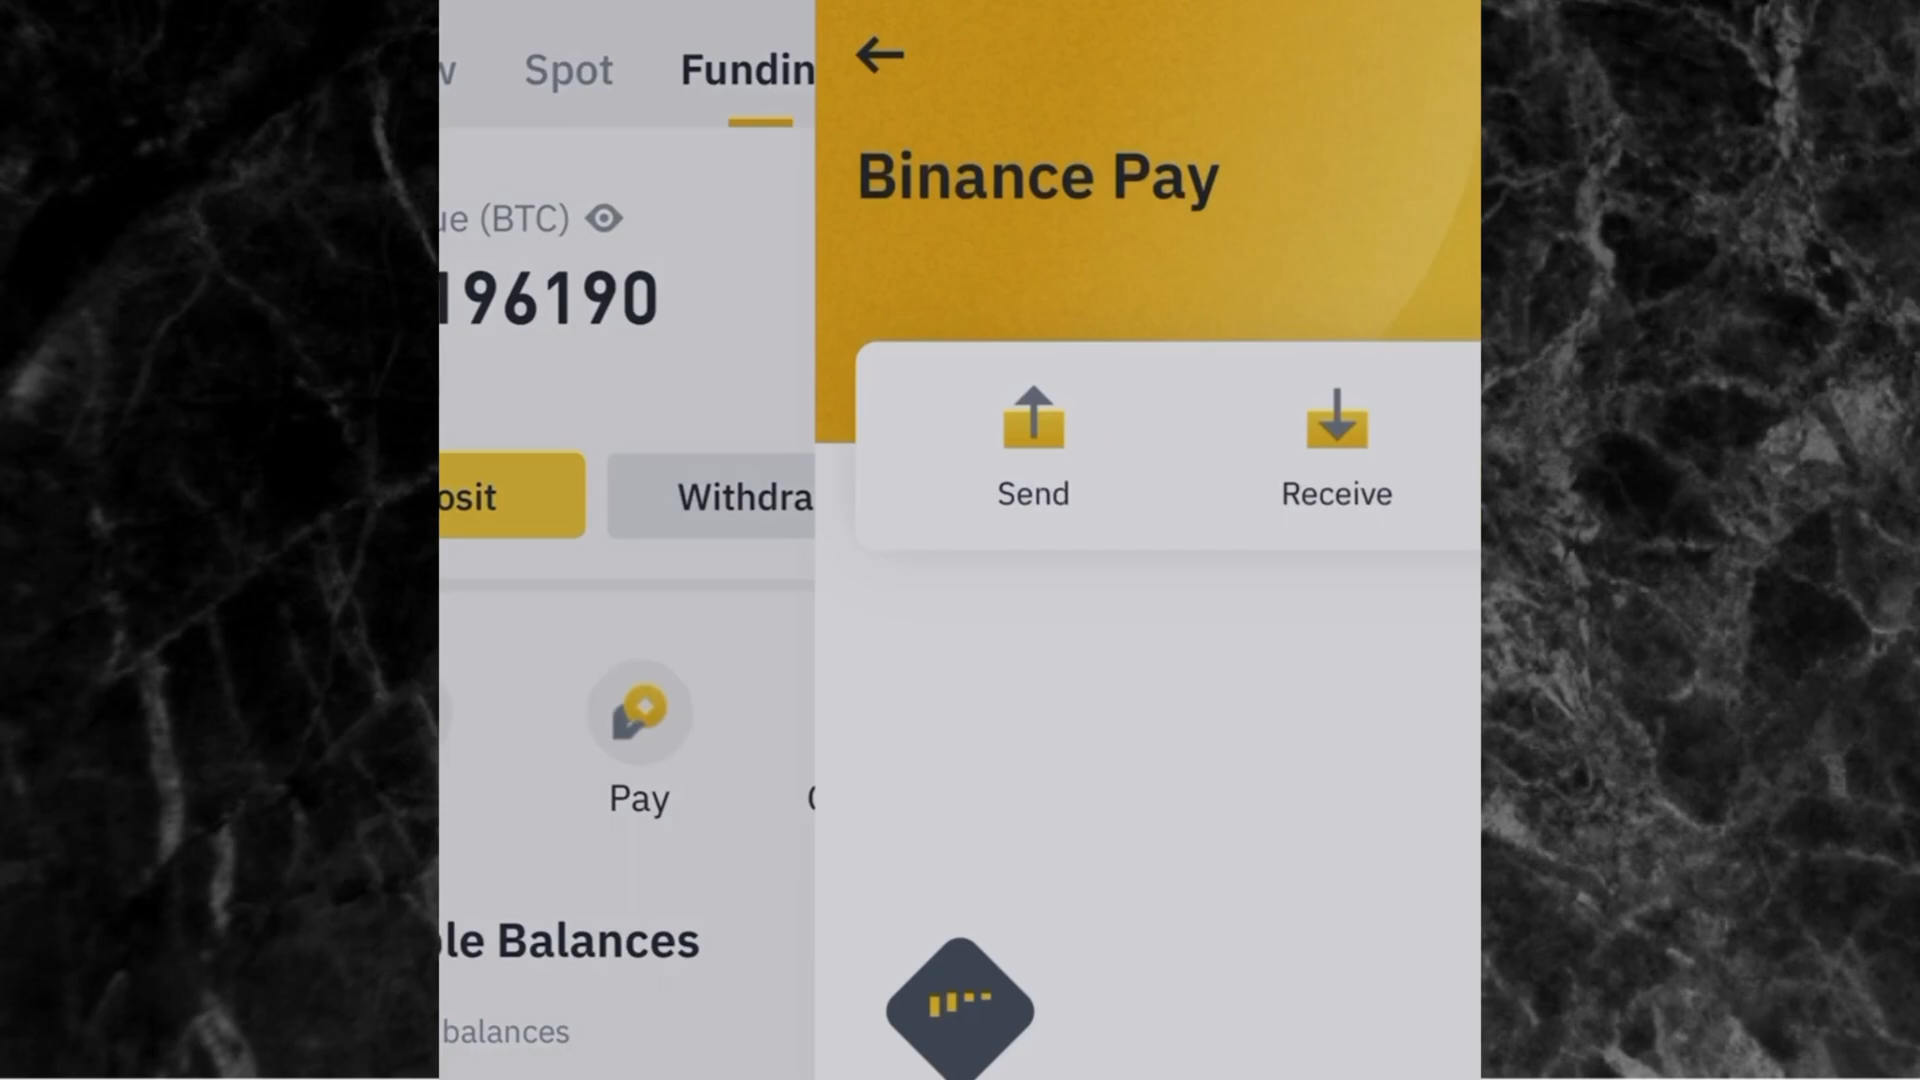 Spot Fundin
ue (BTC)
196190
osit Withdra
Pay
le Balances
balances
Binance Pay
Send Receive